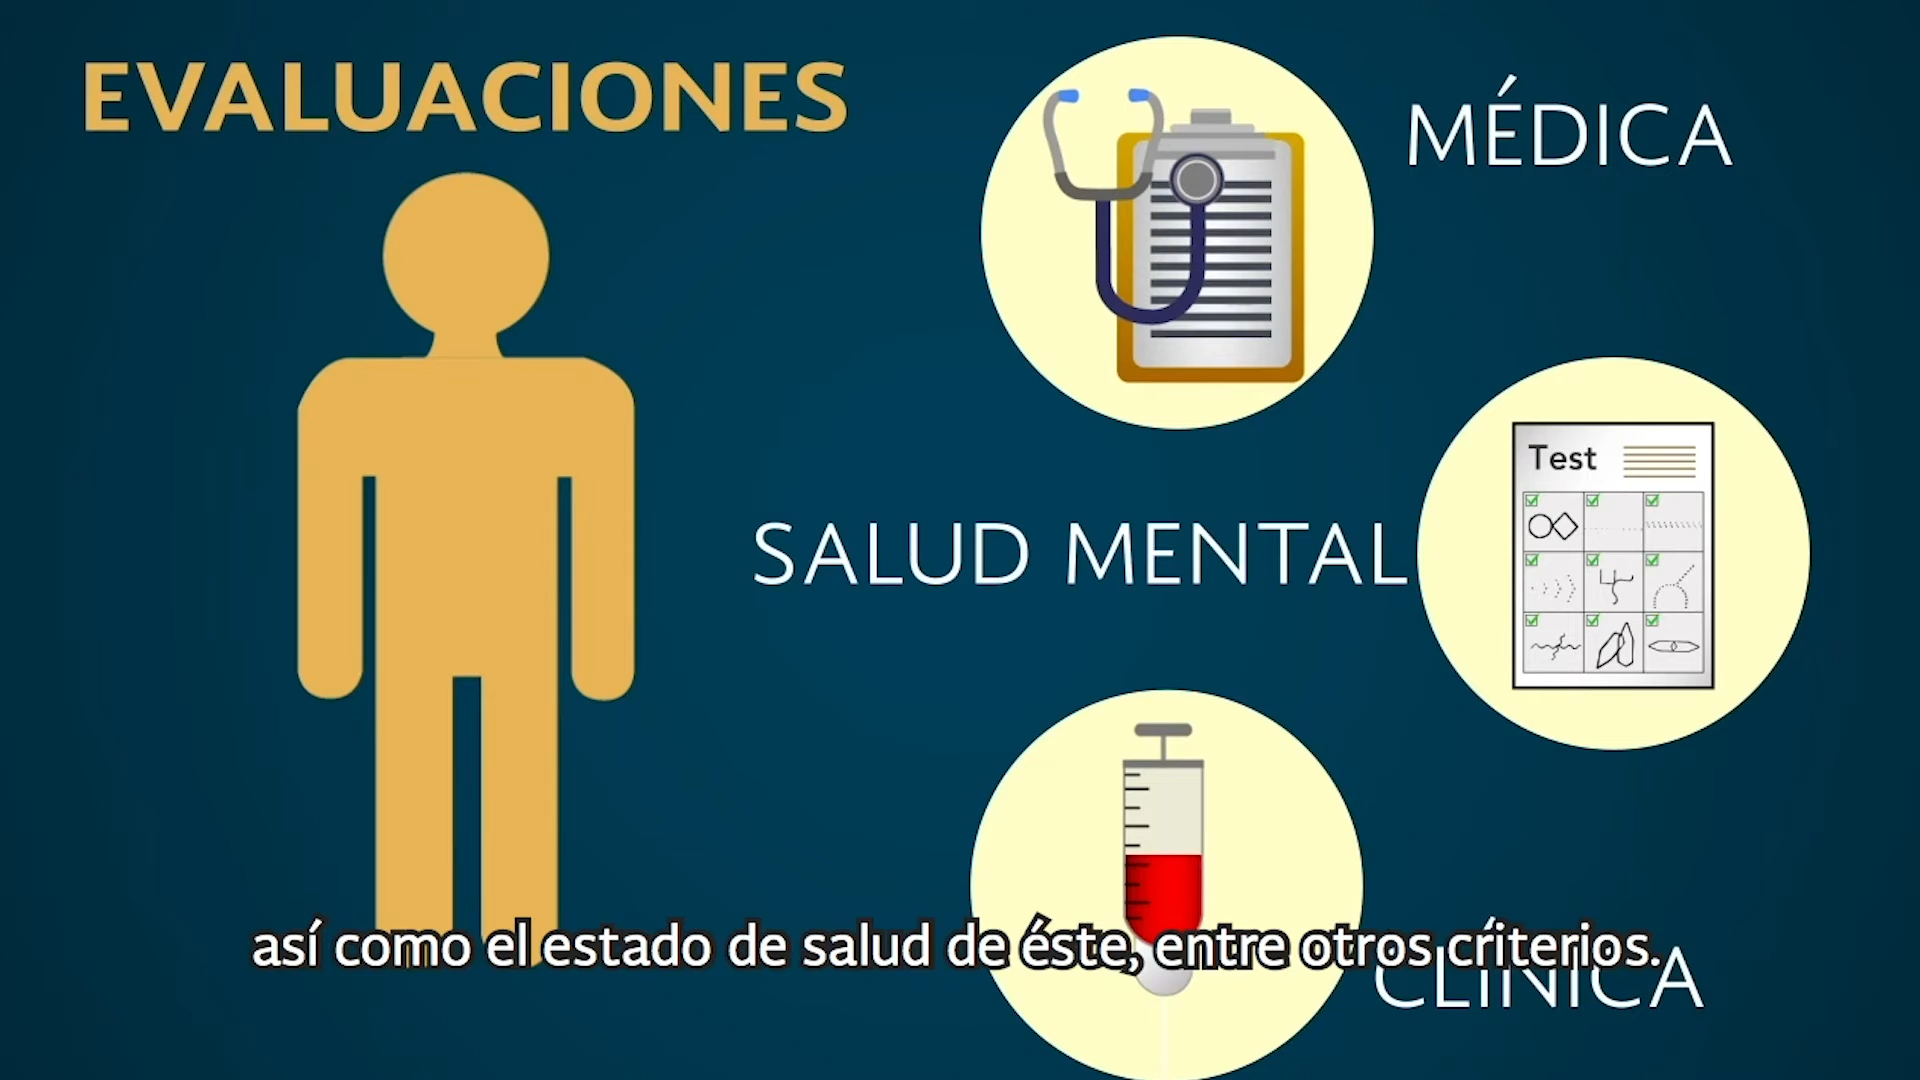 EVALUACIONES
MÉDICA
Test
SALUD MENTAL
así como el estado de salud de éste, entre otros criterios.
CLÍNICA